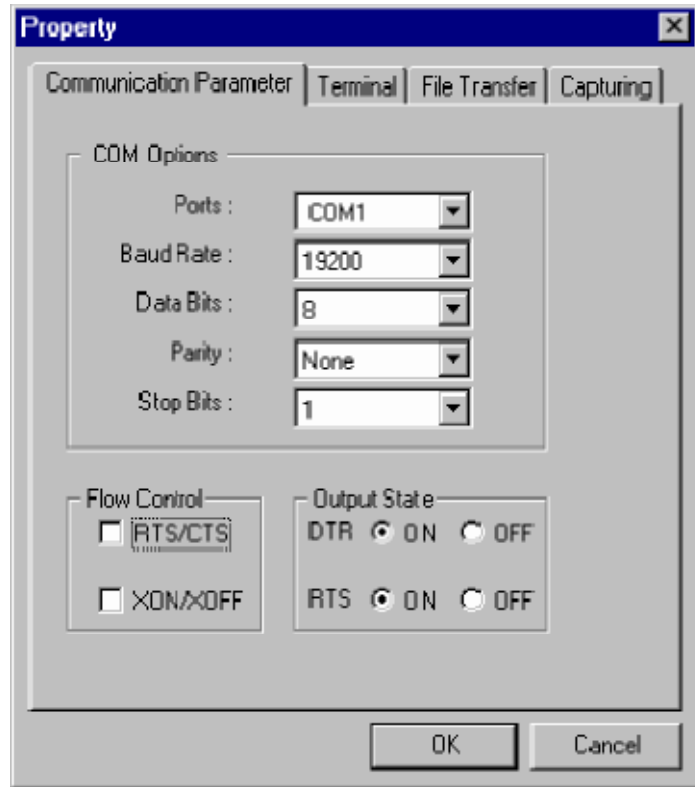 Property
Communication Parameter Terminal File Transfer Capturing
COM Options
Ports : COM1
Baud Rate : 19200
Data Bits : 8
Parity : None
Stop Bits : 1
Flow Control
RTS/CTS
XON/XOFF
Output State
DTR ON OFF
RTS ON OFF
OK Cancel